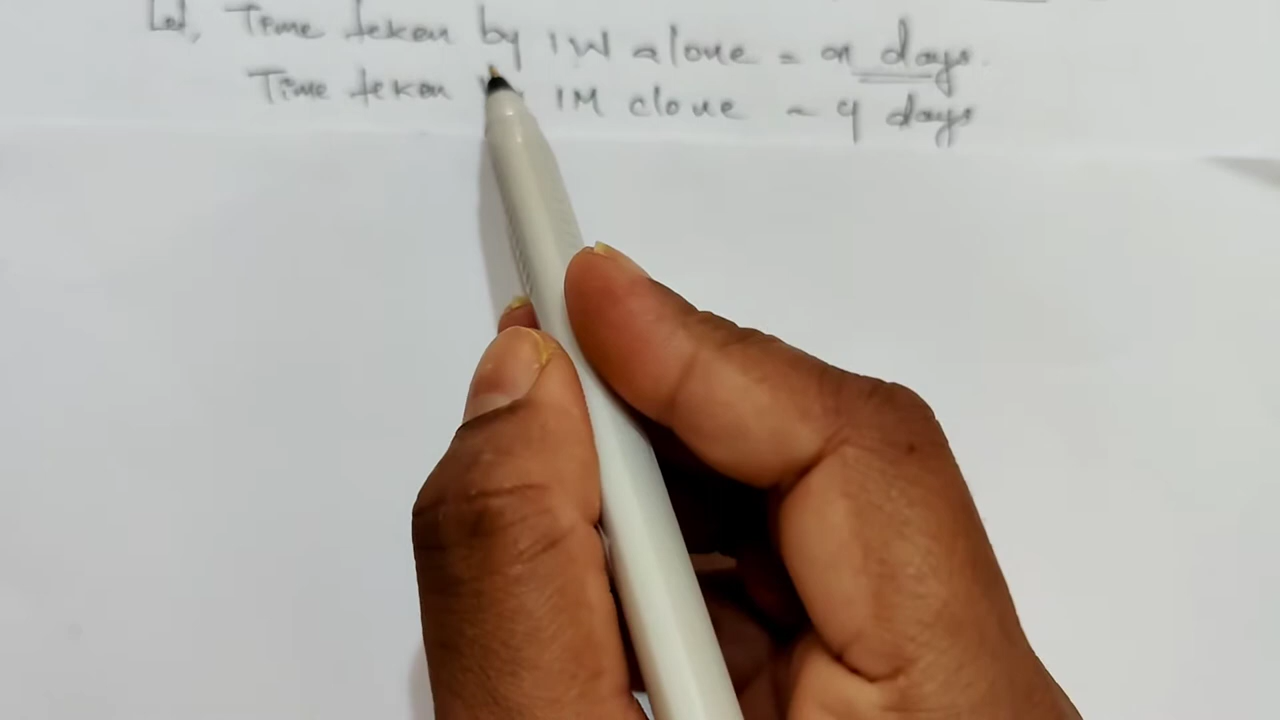 Let, Time taken by 1W alone = x days.
Time taken 1M alone = y days